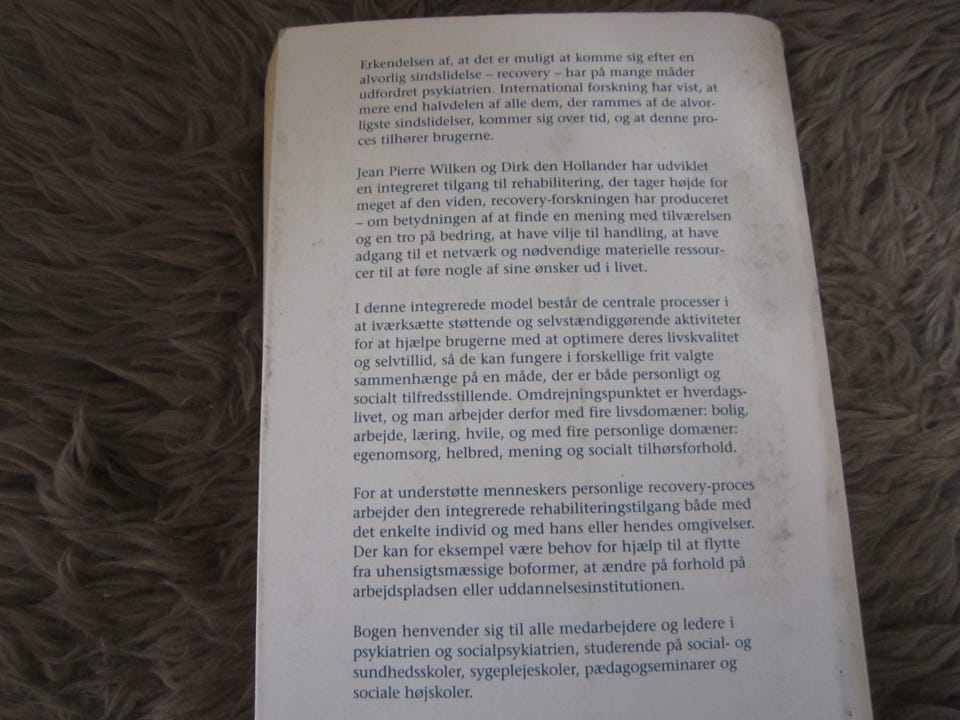 Erkendelsen af, at det er muligt at komme sig efter en
alvorlig sindslidelse – recovery – har på mange måder
udfordret psykiatrien. International forskning har vist, at
mere end halvdelen af alle dem, der rammes af de alvor-
ligste sindslidelser, kommer sig over tid, og at denne pro-
ces tilhører brugerne.
Jean Pierre Wilken og Dirk den Hollander har udviklet
en integreret tilgang til rehabilitering, der tager højde for
meget af den viden, recovery-forskningen har produceret
– om betydningen af at finde en mening med tilværelsen
og en tro på bedring, at have vilje til handling, at have
adgang til et netværk og nødvendige materielle ressour-
cer til at føre nogle af sine ønsker ud i livet.
I denne integrerede model består de centrale processer i
at iværksætte støttende og selvstændiggørende aktiviteter
for at hjælpe brugerne med at optimere deres livskvalitet
og selvtillid, så de kan fungere i forskellige frit valgte
sammenhænge på en måde, der er både personligt og
socialt tilfredsstillende. Omdrejningspunktet er hverdags-
livet, og man arbejder derfor med fire livsdomæner: bolig,
arbejde, læring, hvile, og med fire personlige domæner:
egenomsorg, helbred, mening og socialt tilhørsforhold.
For at understøtte menneskers personlige recovery-proces
arbejder den integrerede rehabiliteringstilgang både med
det enkelte individ og med hans eller hendes omgivelser.
Der kan for eksempel være behov for hjælp til at flytte
fra uhensigtsmæssige boformer, at ændre på forhold på
arbejdspladsen eller uddannelsesinstitutionen.
Bogen henvender sig til alle medarbejdere og ledere i
psykiatrien og socialpsykiatrien, studerende på social- og
sundhedsskoler, sygeplejeskoler, pædagogseminarer og
sociale højskoler.